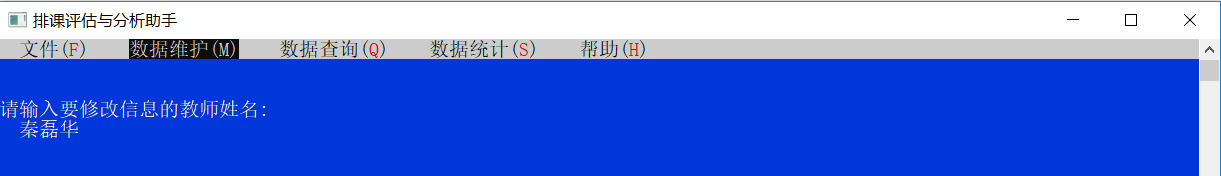 排课评估与分析助手
文件(F) 数据维护(M) 数据查询(Q) 数据统计(S) 帮助(H)
请输入要修改信息的教师姓名:
秦磊华